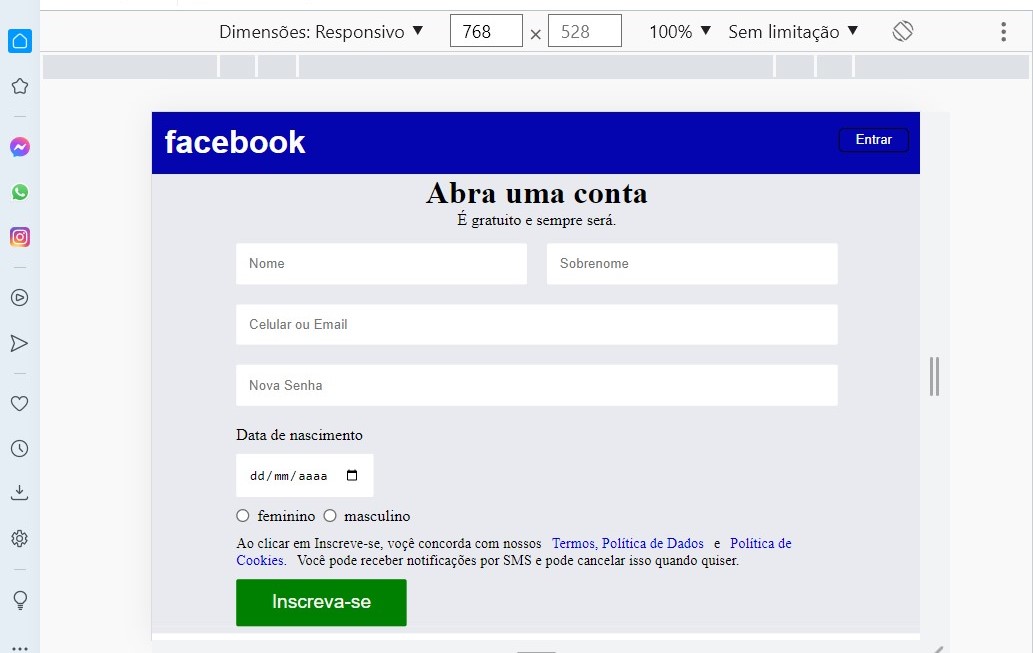 Dimensões: Responsivo ▼ 768 × 528 100% ▼ Sem limitação ▼
facebook Entrar
Abra uma conta
É gratuito e sempre será.
Nome Sobrenome
Celular ou Email
Nova Senha
Data de nascimento
dd/mm/aaaa
feminino masculino
Ao clicar em Inscreve-se, voçê concorda com nossos Termos, Política de Dados e Política de
Cookies. Você pode receber notificações por SMS e pode cancelar isso quando quiser.
Inscreva-se